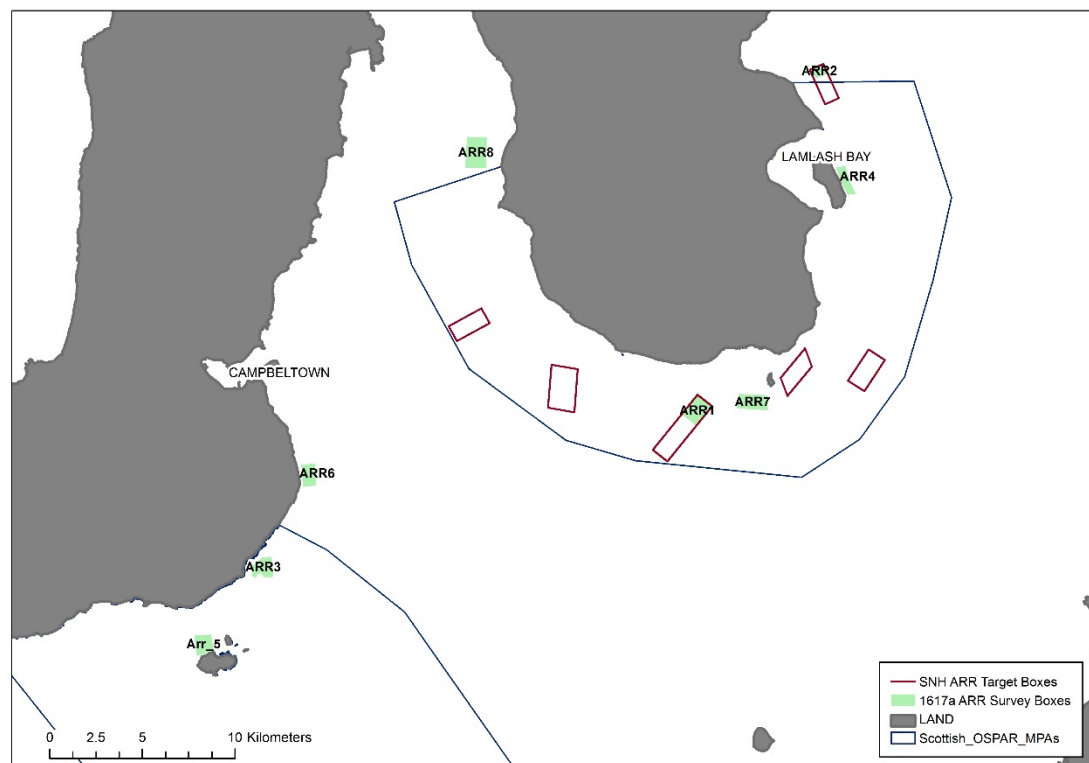 ARR2
LAMLASH BAY
ARR8
ARR4
CAMPBELTOWN
ARR7
ARR1
ARR6
ARR3
Arr_5
SNH ARR Target Boxes
1617a ARR Survey Boxes
LAND
Scottish_OSPAR_MPAs
0 2.5 5 10 Kilometers